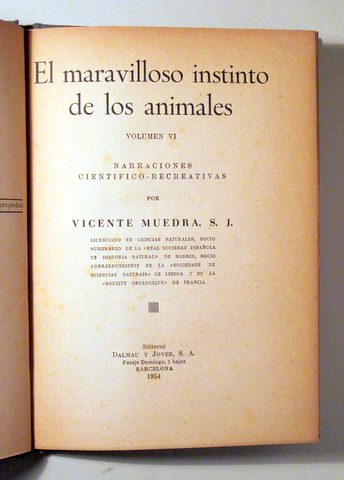 propiedad
El maravilloso instinto
de los animales
VOLUMEN VI
NARRACIONES
CIENTIFICO-RECREATIVAS
POR
VICENTE MUEDRA, S. J.
LICENCIADO EN CIENCIAS NATURALES, SOCIO
NUMERARIO DE LA «REAL SOCIEDAD ESPAÑOLA
DE HISTORIA NATURAL» DE MADRID, SOCIO
CORRESPONDIENTE DE LA «SOCIEDADE DE
SCIENCIAS NATURAIS» DE LISBOA Y DE LA
«SOCIETÉ GEOLOGIQUE» DE FRANCIA
Editorial
DALMAU Y JOVER, S. A.
Pasaje Domingo, 1 bajos
BARCELONA
1954